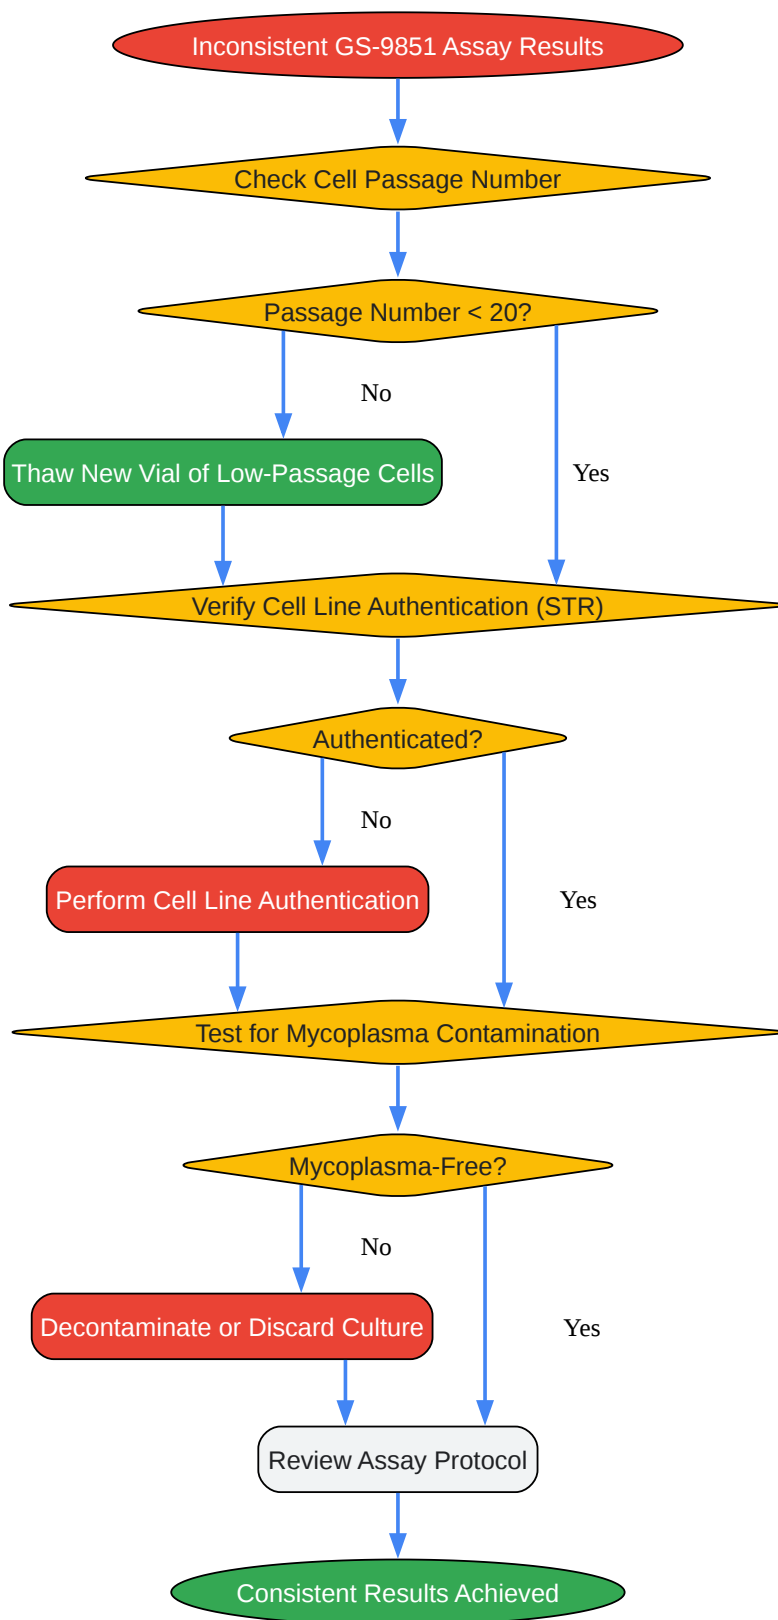 Inconsistent GS-9851 Assay Results
Check Cell Passage Number
Passage Number < 20?
No
Thaw New Vial of Low-Passage Cells
Yes
Verify Cell Line Authentication (STR)
Authenticated?
No
Perform Cell Line Authentication
Yes
Test for Mycoplasma Contamination
Mycoplasma-Free?
No
Decontaminate or Discard Culture
Yes
Review Assay Protocol
Consistent Results Achieved